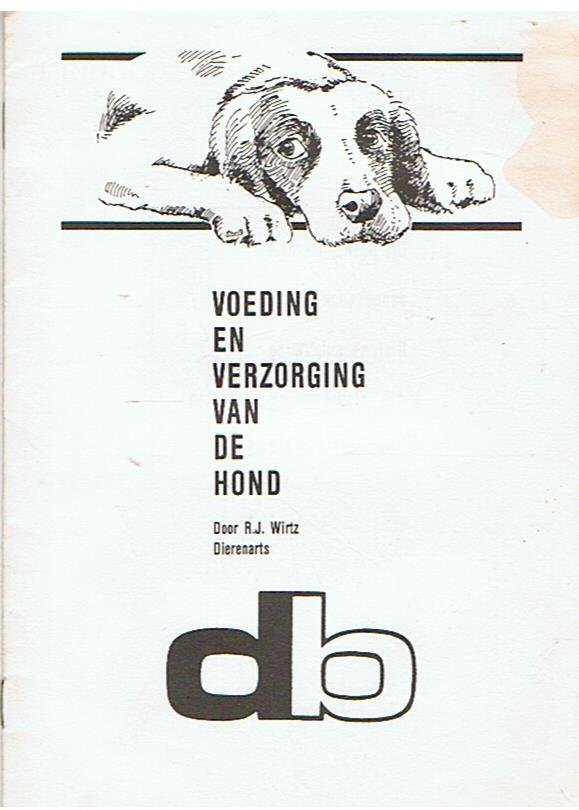 VOEDING
EN
VERZORGING
VAN
DE
HOND
Door R.J. Wirtz
Dierenarts
db